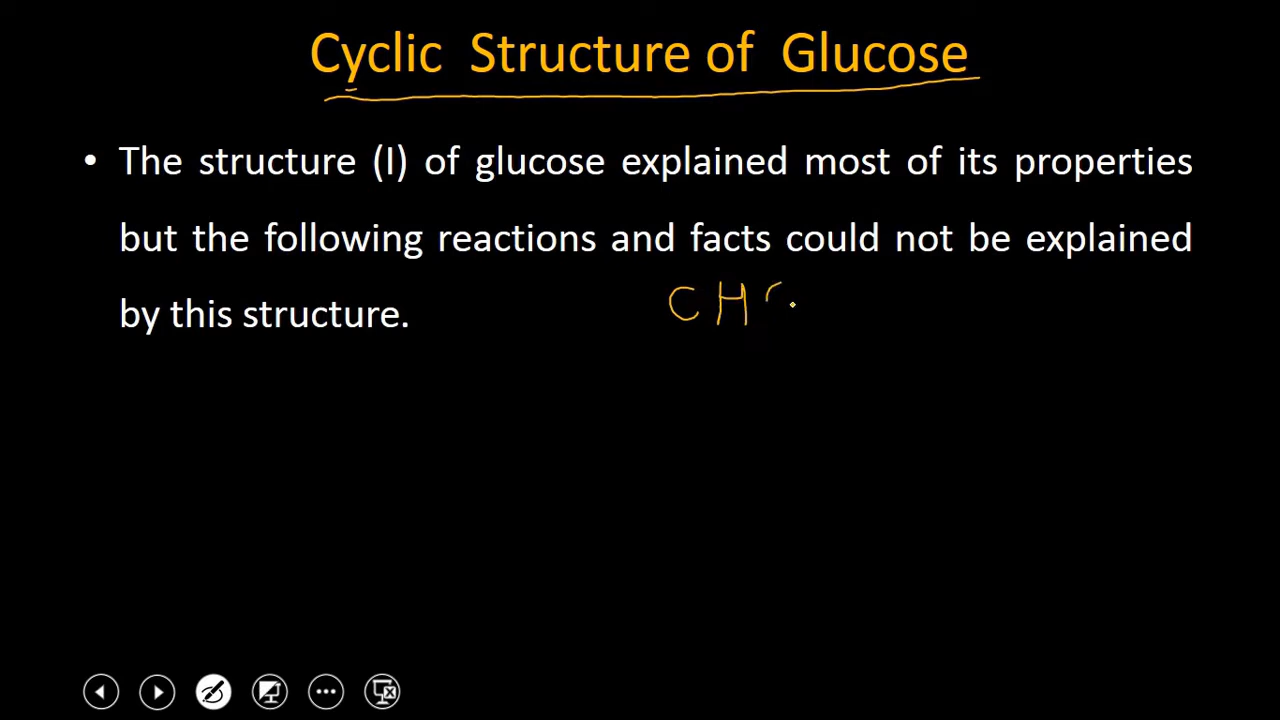 Cyclic Structure of Glucose
• The structure (I) of glucose explained most of its properties
but the following reactions and facts could not be explained
by this structure.
CH